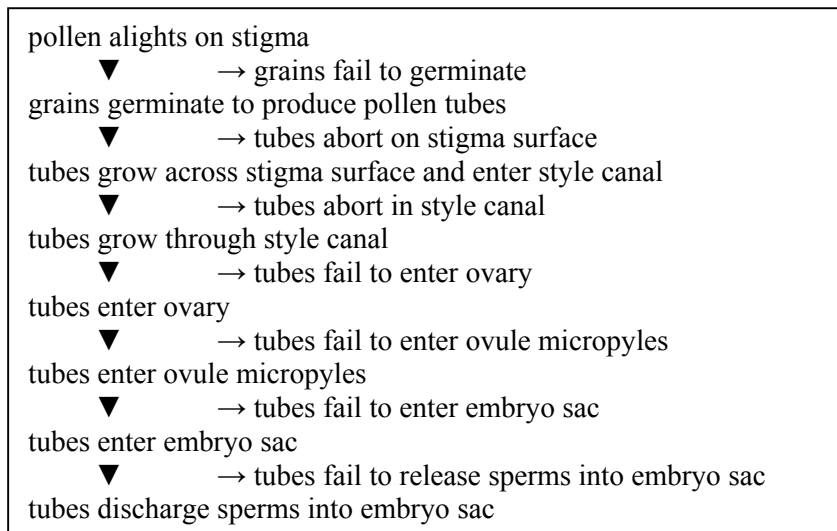 pollen alights on stigma
▼ → grains fail to germinate
grains germinate to produce pollen tubes
▼ → tubes abort on stigma surface
tubes grow across stigma surface and enter style canal
▼ → tubes abort in style canal
tubes grow through style canal
▼ → tubes fail to enter ovary
tubes enter ovary
▼ → tubes fail to enter ovule micropyles
tubes enter ovule micropyles
▼ → tubes fail to enter embryo sac
tubes enter embryo sac
▼ → tubes fail to release sperms into embryo sac
tubes discharge sperms into embryo sac